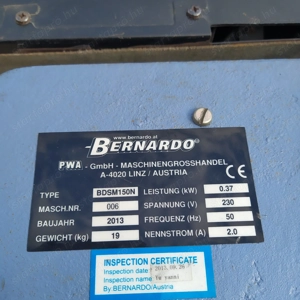 www.bernardo.at
BERNARDO
PWA - GmbH - MASCHINENGROSSHANDEL
A-4020 LINZ / AUSTRIA
CE
TYPE BDSM150N LEISTUNG (kW) 0.37
MASCH.NR. 006 SPANNUNG (V) 230
BAUJAHR 2013 FREQUENZ (Hz) 50
GEWICHT (kg) 19 NENNSTROM (A) 2.0
INSPECTION CERTIFICATE
Inspection date
Inspection name
By BERNARDO/Austria